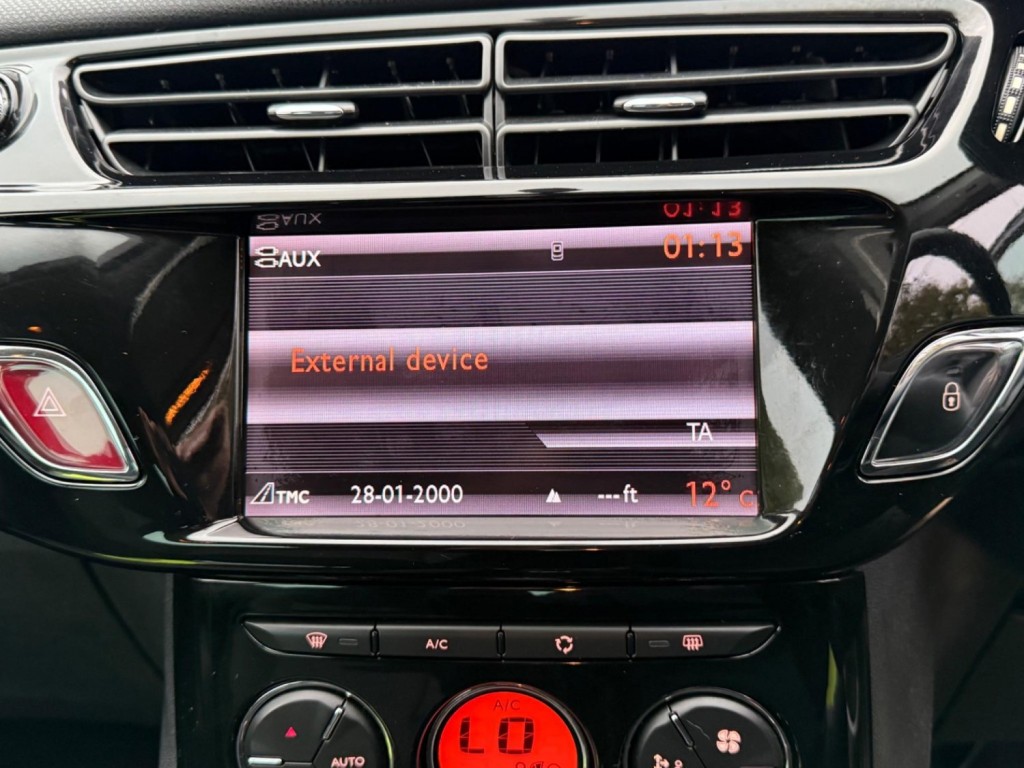 AUX 01:13
External device
TA
TMC 28-01-2000 ---ft 12°C
A/C
A/C
LO
AUTO